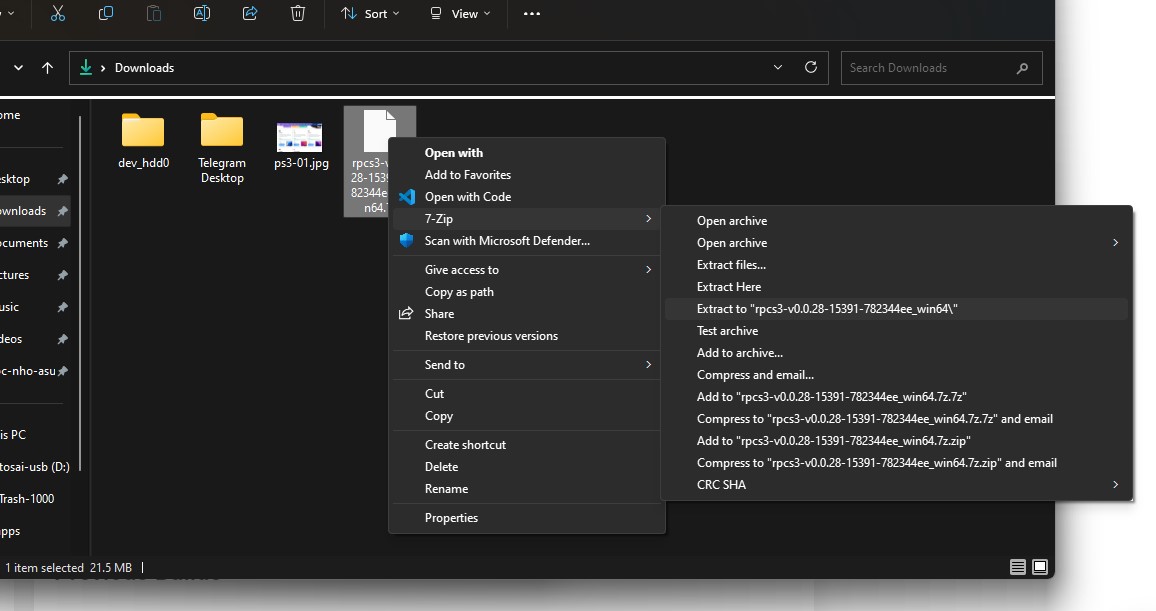 Sort
View
Downloads
Search Downloads
ome
esktop
ownloads
ocuments
ctures
usic
deos
oc-nho-asu
is PC
tosai-usb (D:)
Trash-1000
apps
dev_hdd0
Telegram
Desktop
ps3-01.jpg
rpcs3-v
28-1539
82344e
n64.
Open with
Add to Favorites
Open with Code
7-Zip
Scan with Microsoft Defender...
Give access to
Copy as path
Share
Restore previous versions
Send to
Cut
Copy
Create shortcut
Delete
Rename
Properties
Open archive
Open archive
Extract files...
Extract Here
Extract to "rpcs3-v0.0.28-15391-782344ee_win64\"
Test archive
Add to archive...
Compress and email...
Add to "rpcs3-v0.0.28-15391-782344ee_win64.7z.7z"
Compress to "rpcs3-v0.0.28-15391-782344ee_win64.7z.7z" and email
Add to "rpcs3-v0.0.28-15391-782344ee_win64.7z.zip"
Compress to "rpcs3-v0.0.28-15391-782344ee_win64.7z.zip" and email
CRC SHA
1 item selected 21.5 MB